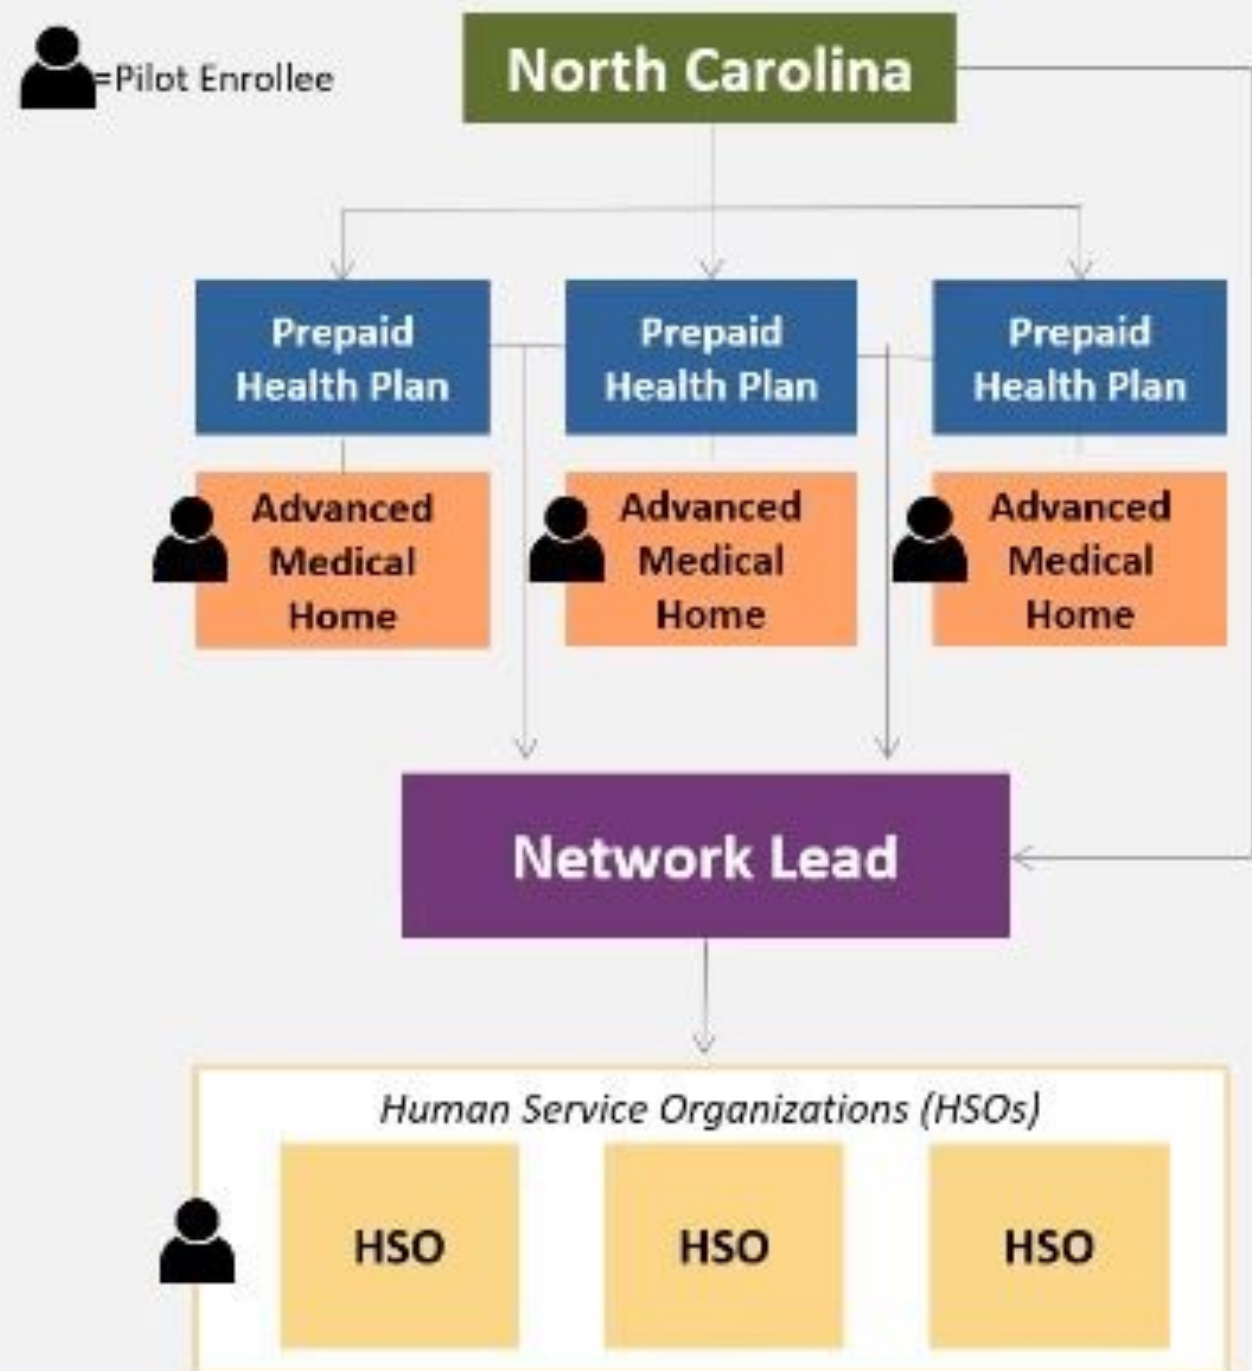 =Pilot Enrollee
North Carolina
Prepaid
Health Plan
Prepaid
Health Plan
Prepaid
Health Plan
Advanced
Medical
Home
Advanced
Medical
Home
Advanced
Medical
Home
Network Lead
Human Service Organizations (HSOs)
HSO
HSO
HSO